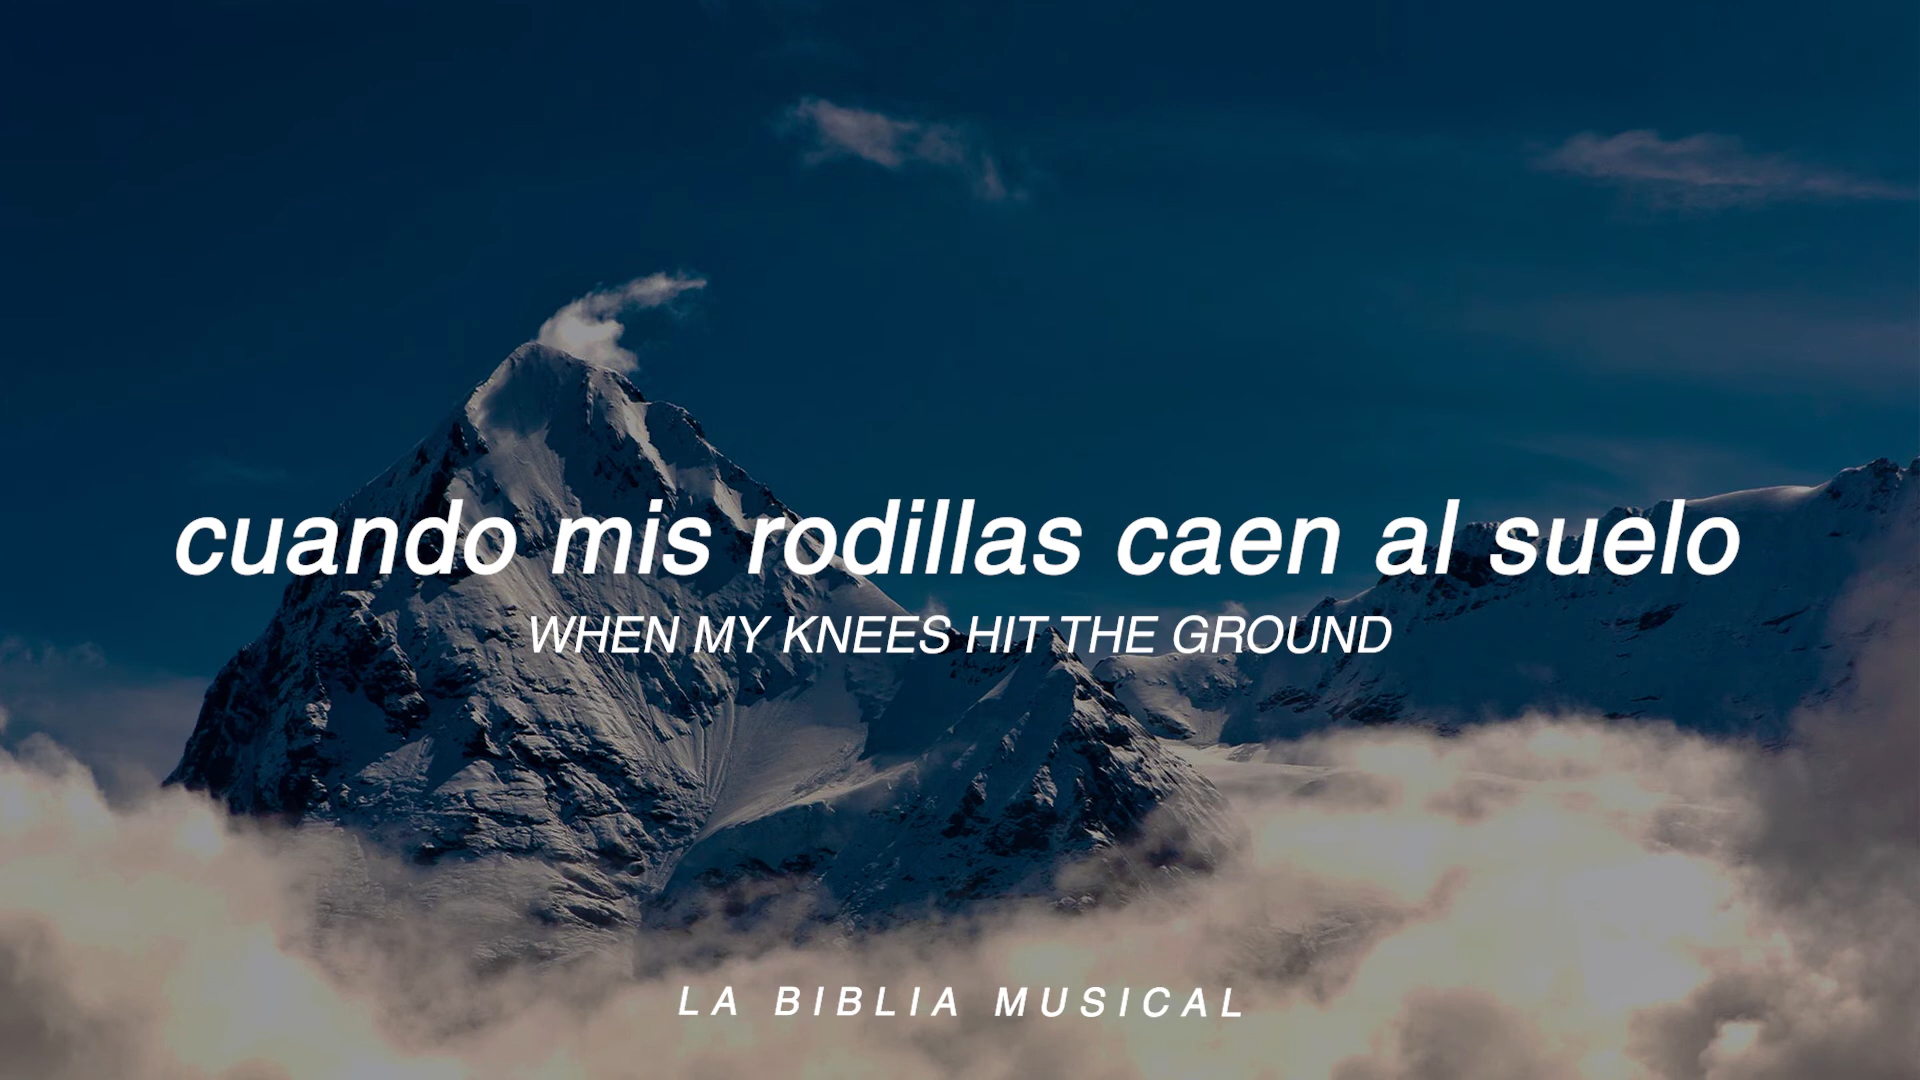 cuando mis rodillas caen al suelo
WHEN MY KNEES HIT THE GROUND
LA BIBLIA MUSICAL